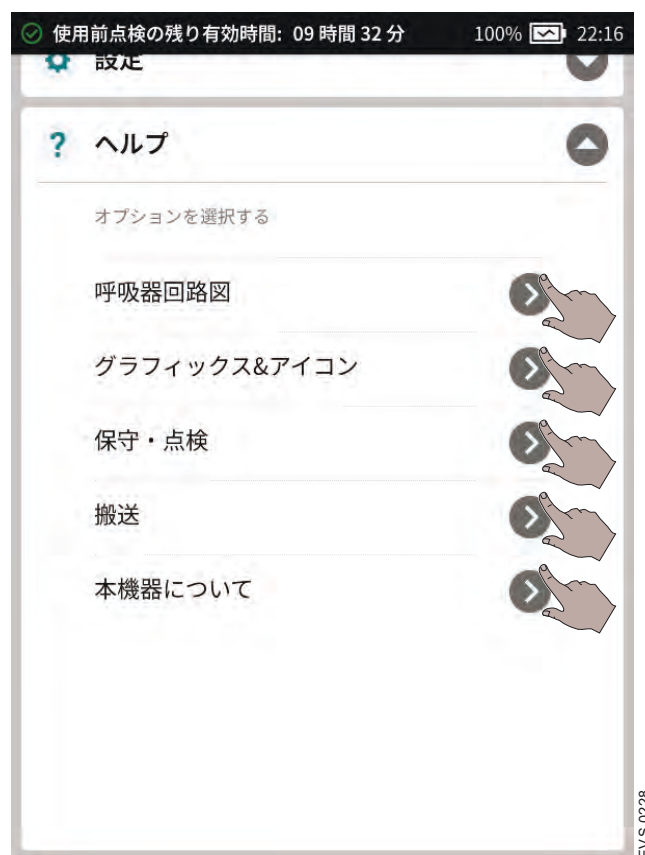 使用前点検の残り有効時間: 09 時間 32 分 100% 22:16
設定
? ヘルプ
オプションを選択する
呼吸器回路図
グラフィックス&アイコン
保守・点検
搬送
本機器について
EV.S.0228